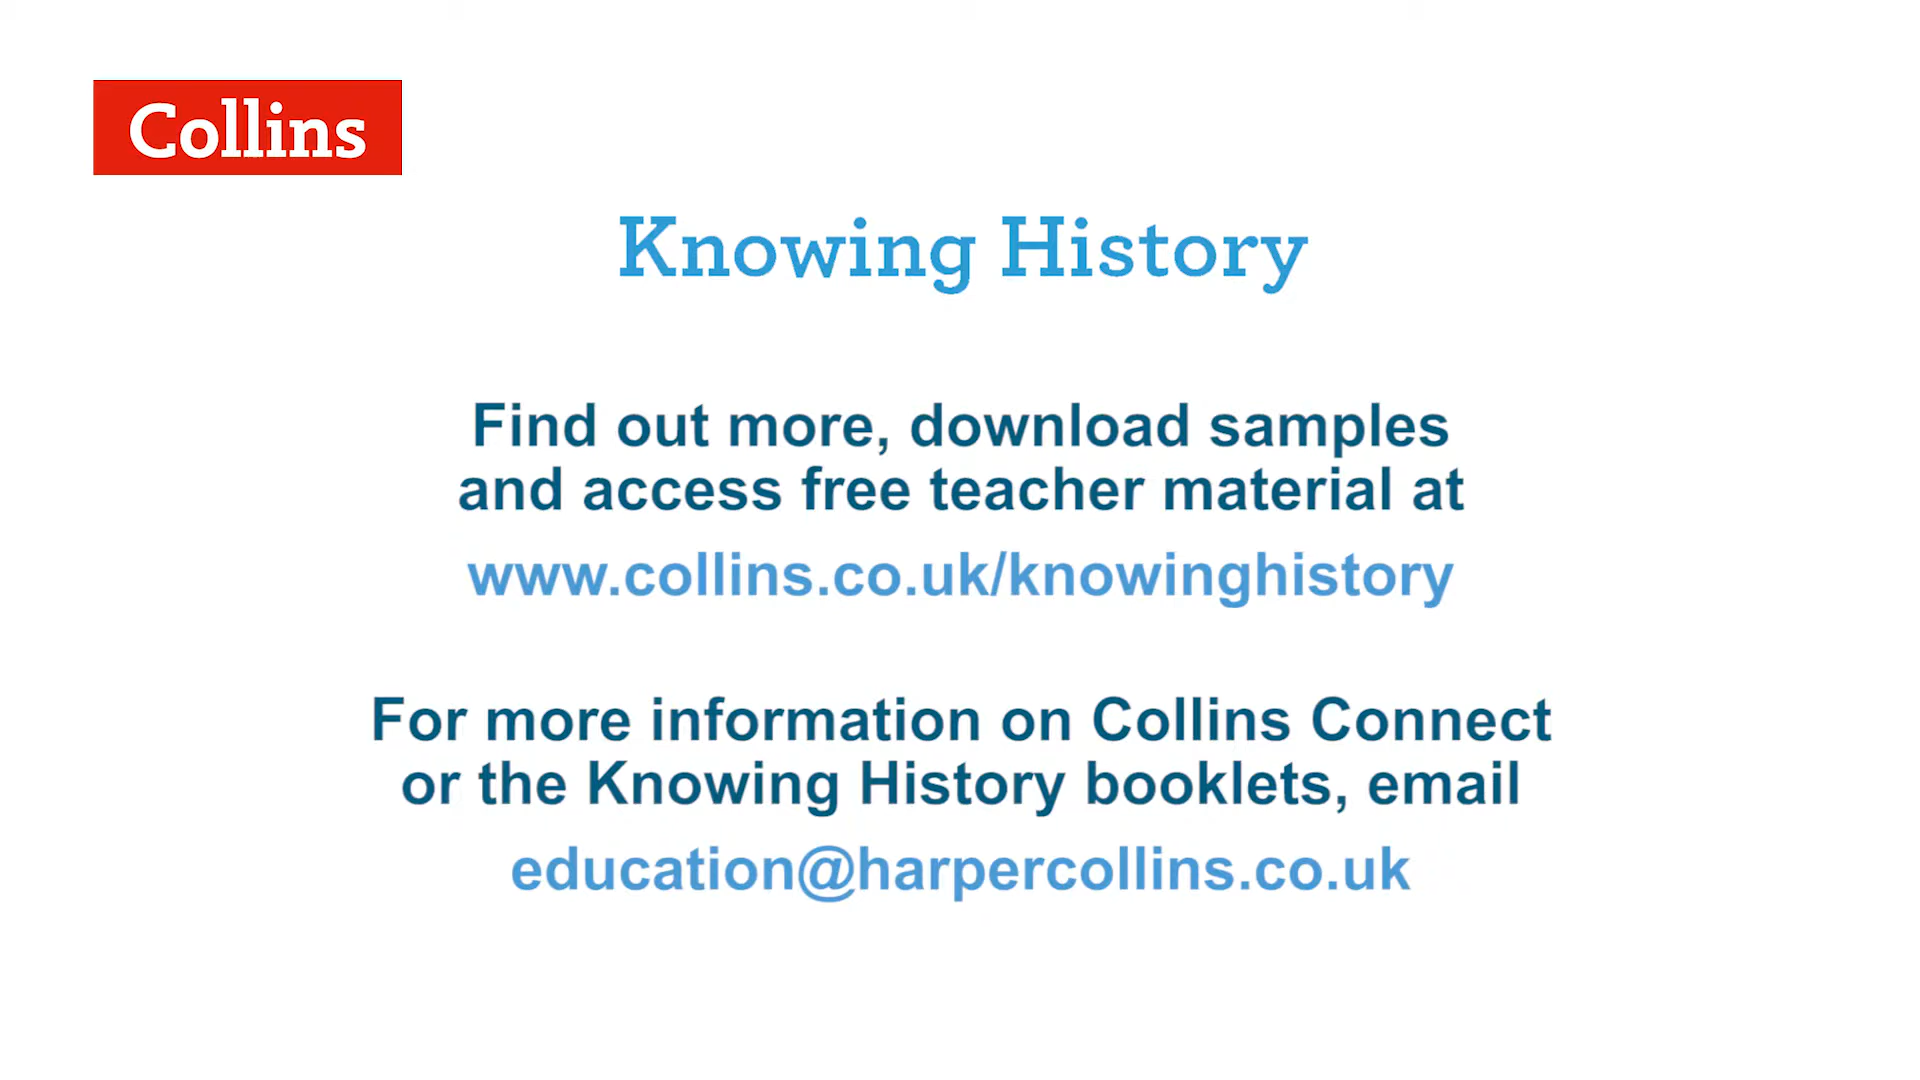 Collins
Knowing History
Find out more, download samples
and access free teacher material at
www.collins.co.uk/knowinghistory
For more information on Collins Connect
or the Knowing History booklets, email
education@harpercollins.co.uk